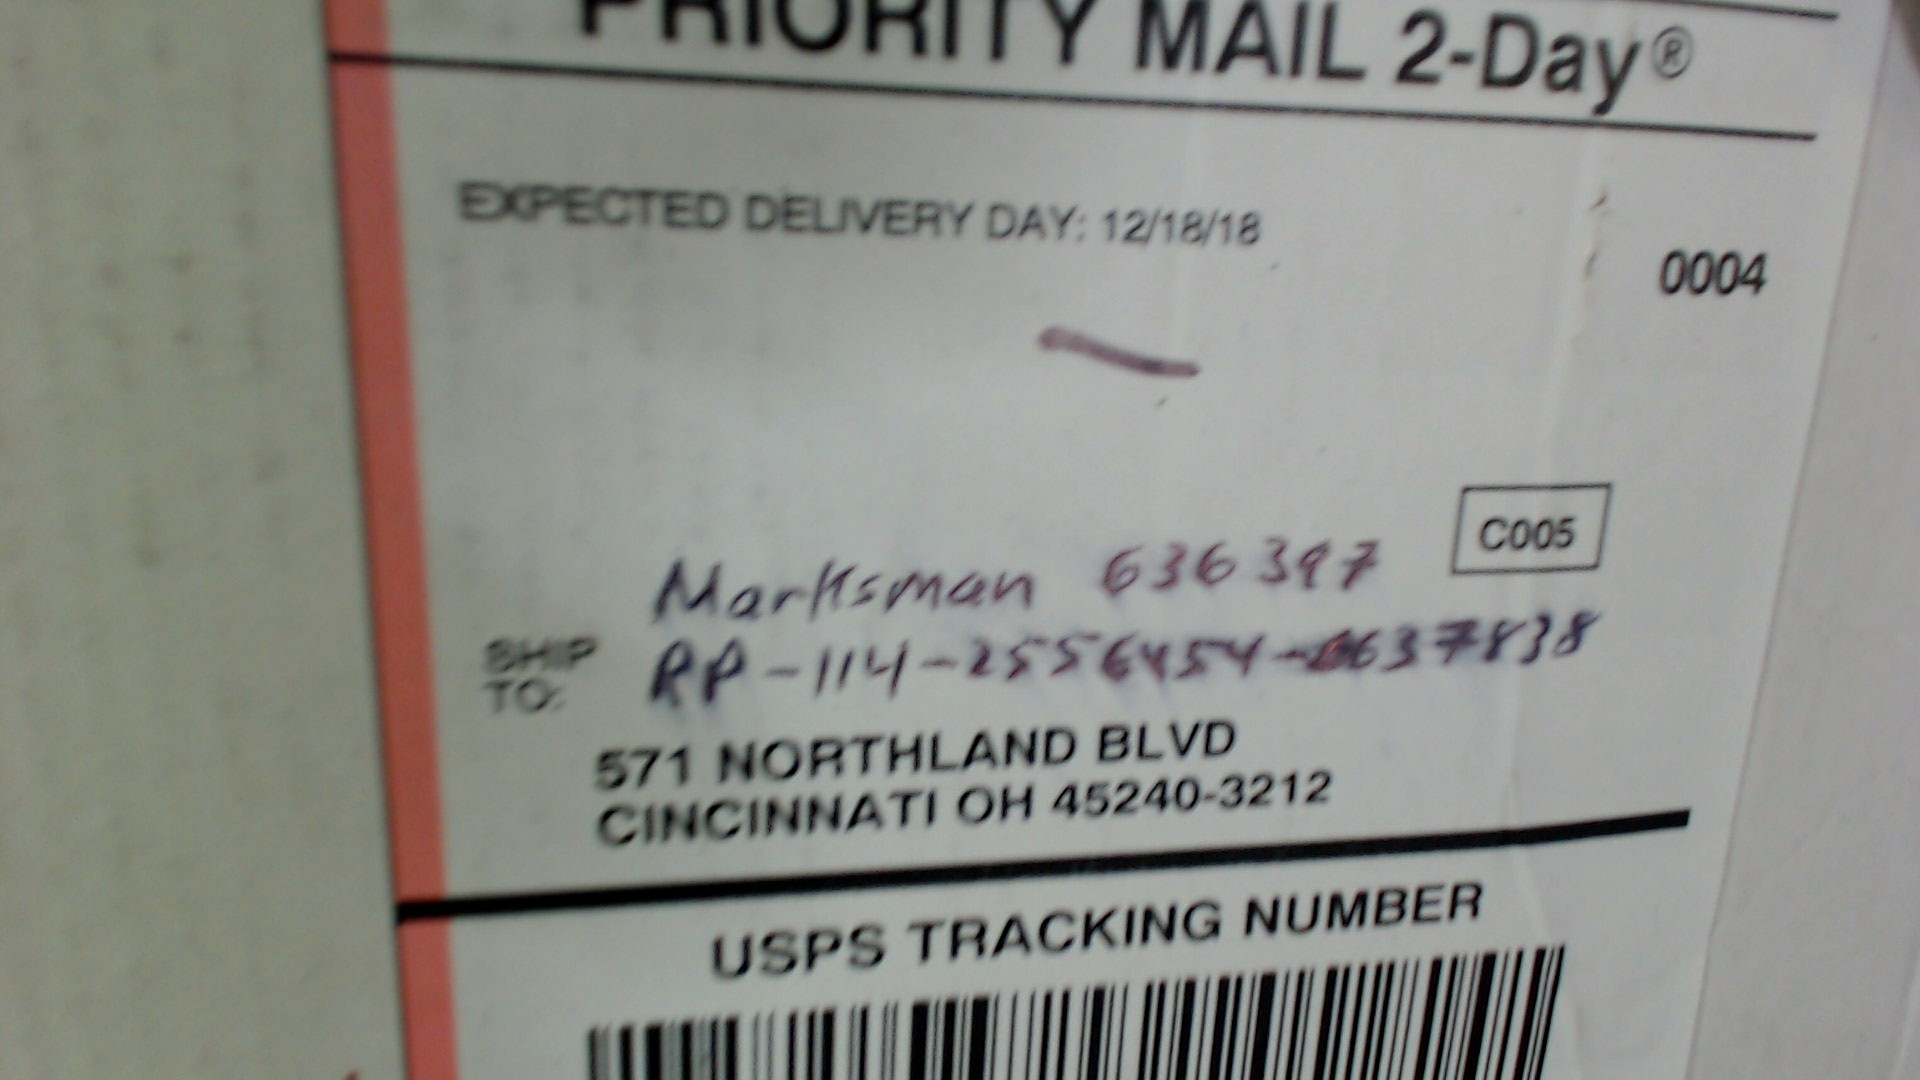 PRIORITY MAIL 2-Day®
EXPECTED DELIVERY DAY: 12/18/18
0004
C005
Marksman 636397
SHIP
TO:
RP-114-2556454-6637838
571 NORTHLAND BLVD
CINCINNATI OH 45240-3212
USPS TRACKING NUMBER